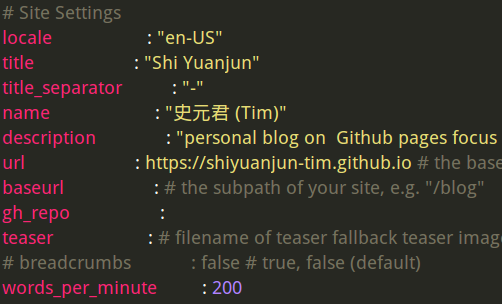 # Site Settings
locale : "en-US"
title : "Shi Yuanjun"
title_separator : "-"
name : "史元君 (Tim)"
description : "personal blog on Github pages focus
url : https://shiyuanjun-tim.github.io # the base
baseurl : # the subpath of your site, e.g. "/blog"
gh_repo :
teaser : # filename of teaser fallback teaser imag
# breadcrumbs : false # true, false (default)
words_per_minute : 200